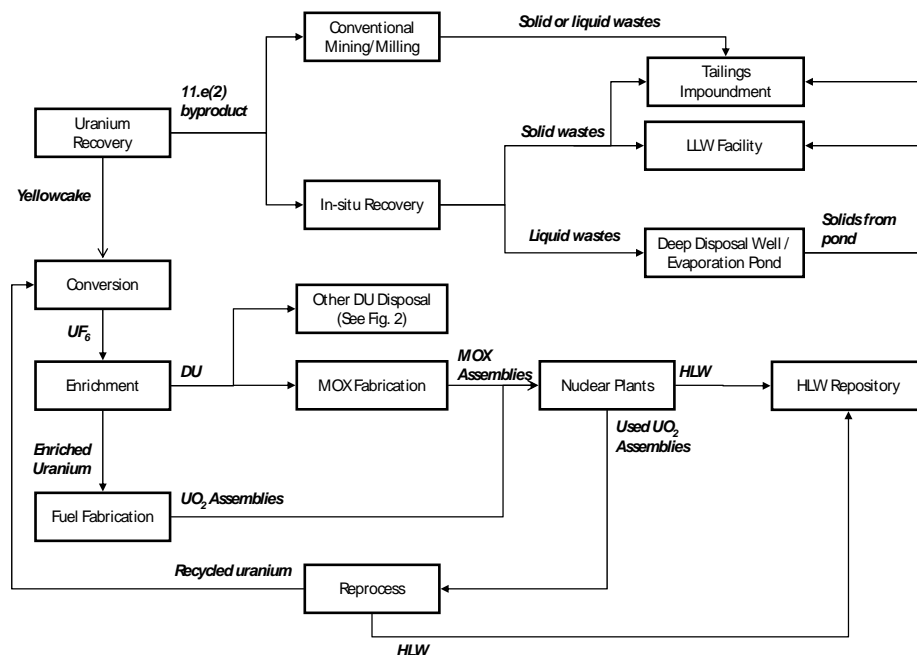 Conventional
Mining/ Milling
Solid or liquid wastes
Tailings
Impoundment
11.e(2)
byproduct
Uranium
Recovery
Solid wastes
LLW Facility
Yellowcake
In-situ Recovery
Liquid wastes
Deep Disposal Well /
Evaporation Pond
Solids from
pond
Conversion
Other DU Disposal
(See Fig. 2)
UF6
Enrichment
DU
MOX Fabrication
MOX
Assemblies
Nuclear Plants
HLW
HLW Repository
Used UO2
Assemblies
Enriched
Uranium
Fuel Fabrication
UO2 Assemblies
Recycled uranium
Reprocess
HLW